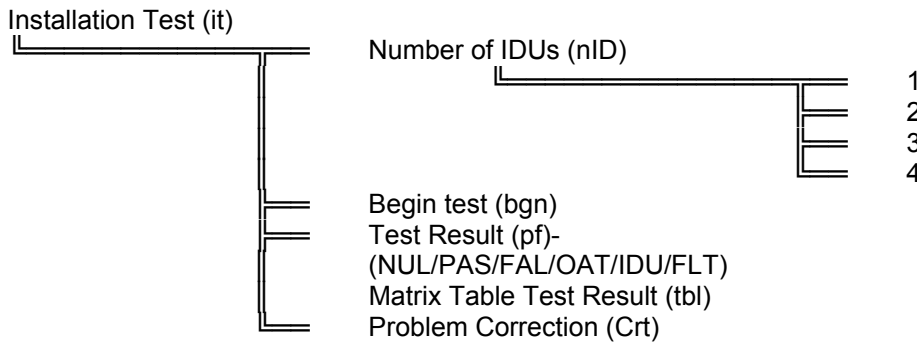 Installation Test (it)
Number of IDUs (nID)
1
2
3
4
Begin test (bgn)
Test Result (pf)-
(NUL/PAS/FAL/OAT/IDU/FLT)
Matrix Table Test Result (tbl)
Problem Correction (Crt)